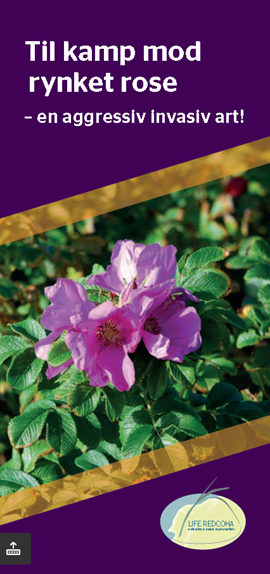 Til kamp mod
rynket rose
– en aggressiv invasiv art!
LIFE REDCOHA